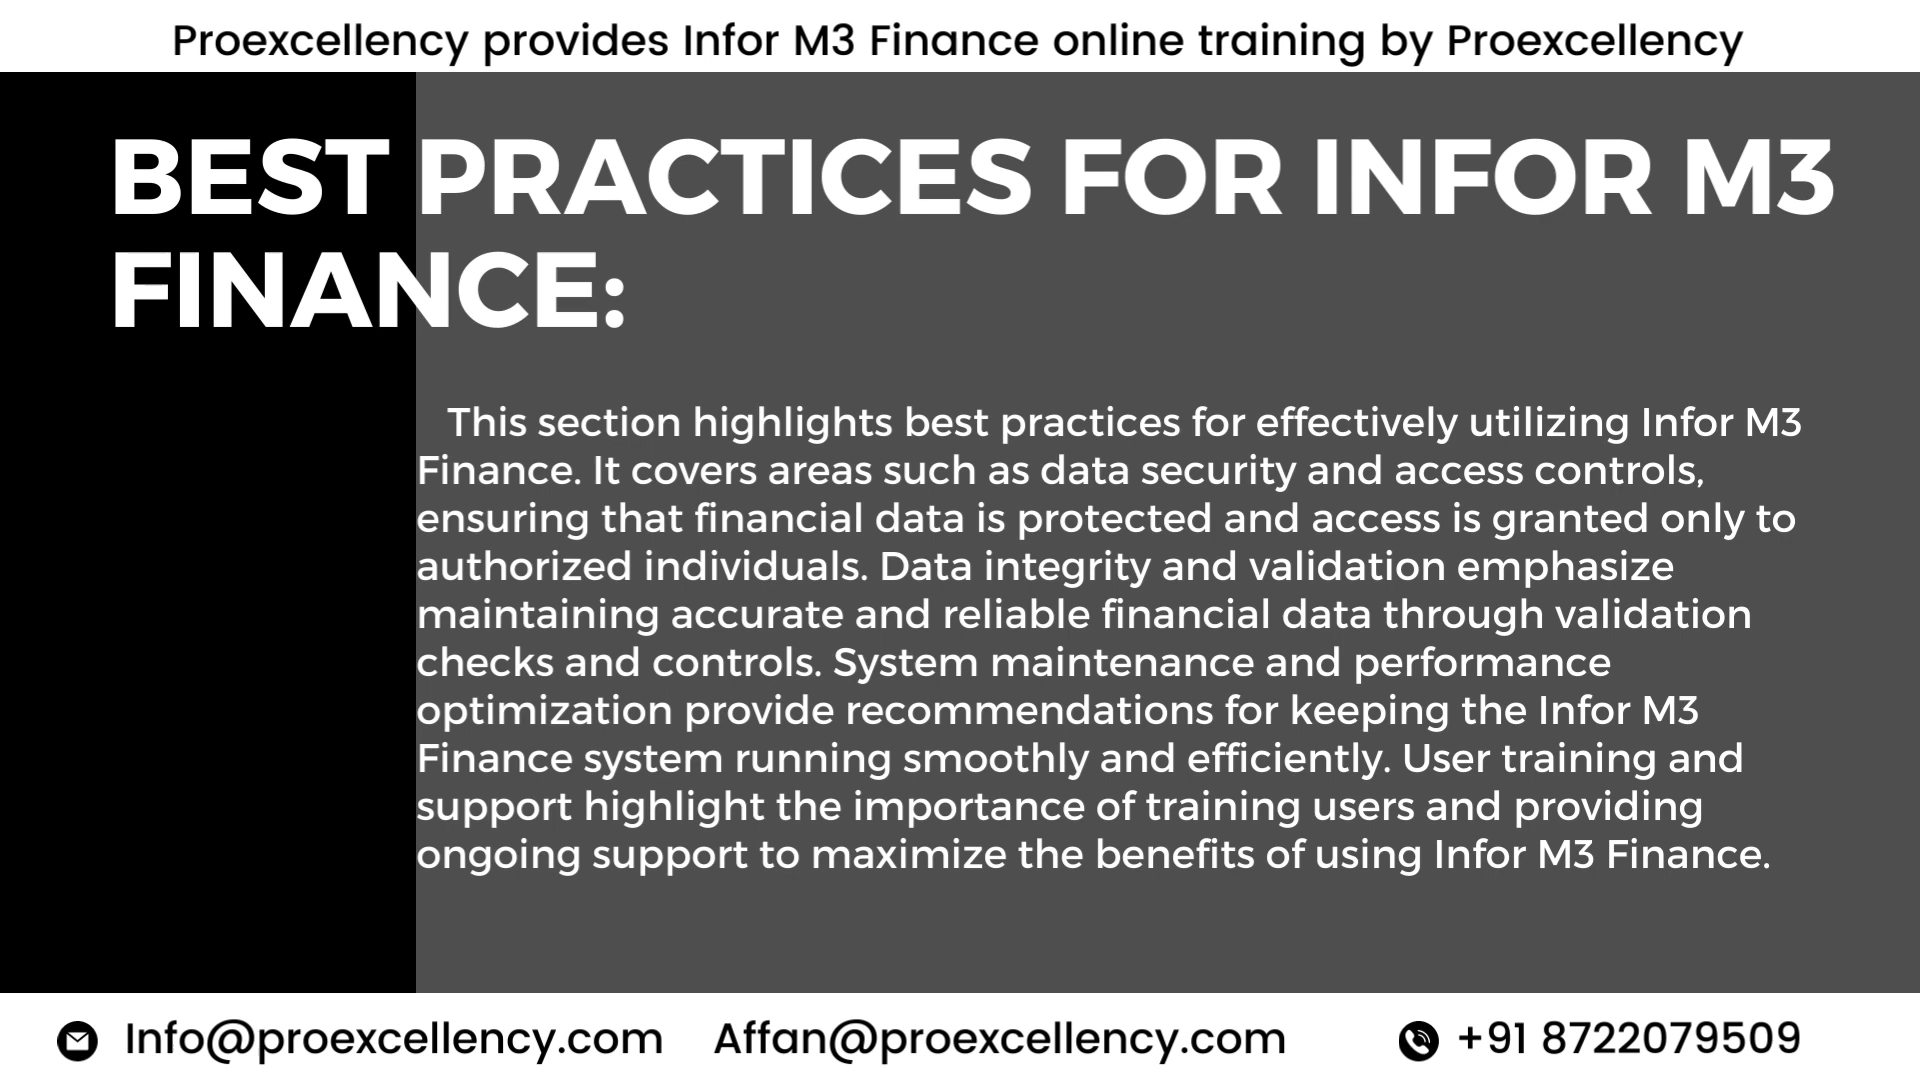 Proexcellency provides Infor M3 Finance online training by Proexcellency
BEST PRACTICES FOR INFOR M3
FINANCE:
This section highlights best practices for effectively utilizing Infor M3
Finance. It covers areas such as data security and access controls,
ensuring that financial data is protected and access is granted only to
authorized individuals. Data integrity and validation emphasize
maintaining accurate and reliable financial data through validation
checks and controls. System maintenance and performance
optimization provide recommendations for keeping the Infor M3
Finance system running smoothly and efficiently. User training and
support highlight the importance of training users and providing
ongoing support to maximize the benefits of using Infor M3 Finance.
Info@proexcellency.com Affan@proexcellency.com +91 8722079509